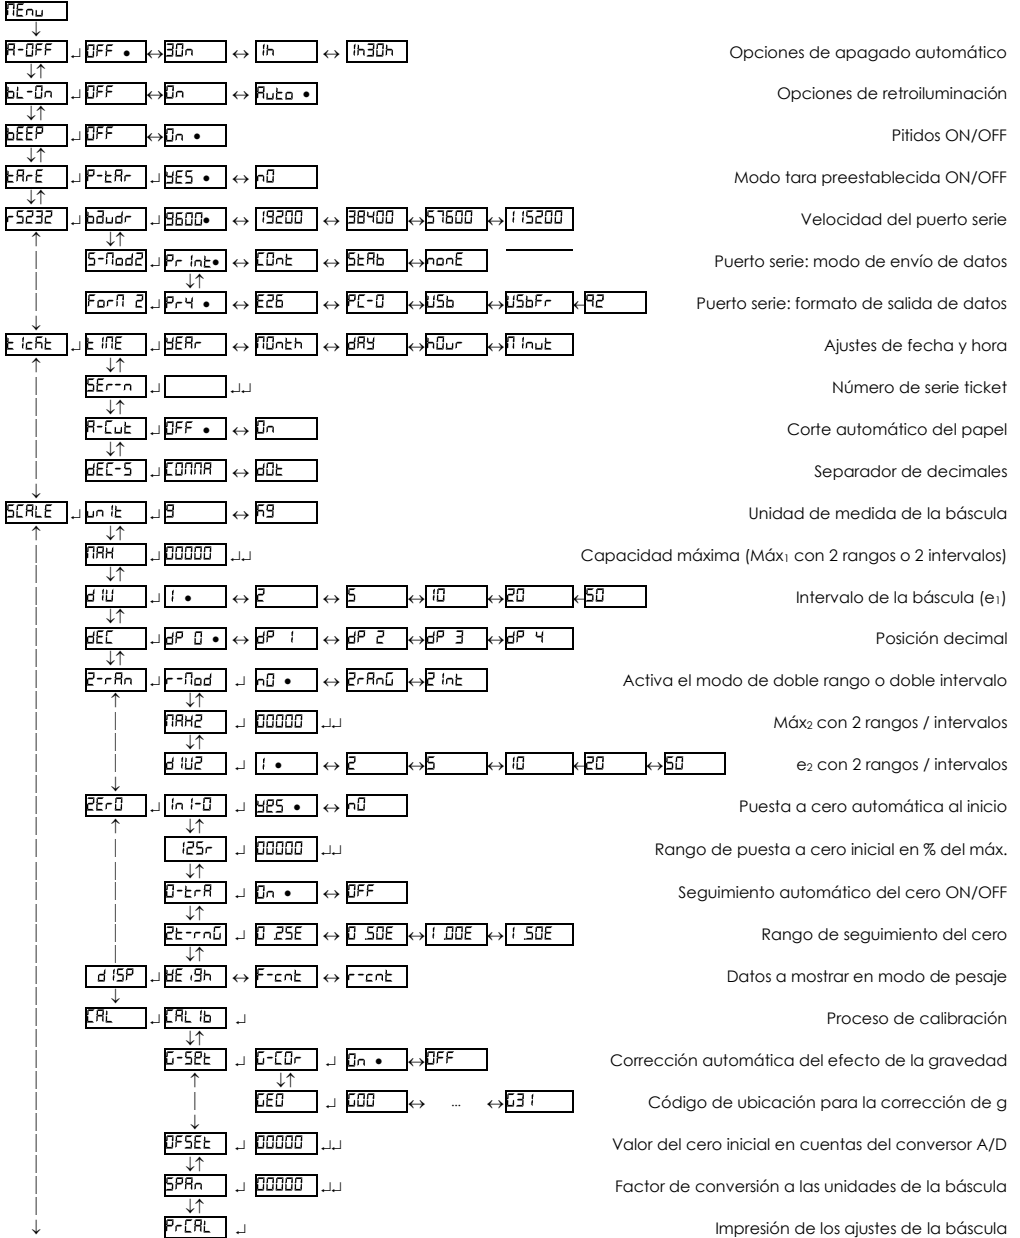 MEnu
↓
A-OFF ↵ OFF • ↔ 30n ↔ 1h ↔ 1h30h Opciones de apagado automático
↓↑
bL-On ↵ OFF ↔ On ↔ Auto • Opciones de retroiluminación
↓↑
bEEP ↵ OFF ↔ On • Pitidos ON/OFF
↓↑
tArE ↵ P-tAr ↵ YES • ↔ nO Modo tara preestablecida ON/OFF
↓↑
rS232 ↵ bAudr ↵ 9600• ↔ 19200 ↔ 38400 ↔ 57600 ↔ 115200 Velocidad del puerto serie
↑ ↓↑
S-Mod2 ↵ Print• ↔ COnt ↔ StAb ↔ nonE Puerto serie: modo de envío de datos
↓↑
ForM 2 ↵ Pr4 • ↔ E26 ↔ PC-O ↔ USb ↔ USbFr ↔ 92 Puerto serie: formato de salida de datos
↓
tIckt ↵ tIME ↵ YEAr ↔ MOnth ↔ dAY ↔ hOur ↔ MInut Ajustes de fecha y hora
↑ ↓↑
SEr-n ↵ ↵↵ Número de serie ticket
↓↑
A-Cut ↵ OFF • ↔ On Corte automático del papel
↓↑
dEC-S ↵ COMMA ↔ dOt Separador de decimales
↓
SCALE ↵ unIt ↵ g ↔ kg Unidad de medida de la báscula
↑ ↓↑
MAX ↵ 00000 ↵↵ Capacidad máxima (Máx₁ con 2 rangos o 2 intervalos)
↓↑
dIU ↵ 1 • ↔ 2 ↔ 5 ↔ 10 ↔ 20 ↔ 50 Intervalo de la báscula (e₁)
↓↑
dEC ↵ dP 0 • ↔ dP 1 ↔ dP 2 ↔ dP 3 ↔ dP 4 Posición decimal
↓↑
2-rAn ↵ r-Mod ↵ nO • ↔ 2rAnG ↔ 2Int Activa el modo de doble rango o doble intervalo
↑ ↓↑
MAX2 ↵ 00000 ↵↵ Máx₂ con 2 rangos / intervalos
↓↑
dIU2 ↵ 1 • ↔ 2 ↔ 5 ↔ 10 ↔ 20 ↔ 50 e₂ con 2 rangos / intervalos
↓
ZErO ↵ InI-0 ↵ YES • ↔ nO Puesta a cero automática al inicio
↑ ↓↑
IZSr ↵ 00000 ↵↵ Rango de puesta a cero inicial en % del máx.
↓↑
0-trA ↵ On • ↔ OFF Seguimiento automático del cero ON/OFF
↓↑
Zt-rnG ↵ 0.25E ↔ 0.50E ↔ 1.00E ↔ 1.50E Rango de seguimiento del cero
↓ ↓↑
dISP ↵ WEigh ↔ F-cnt ↔ r-cnt Datos a mostrar en modo de pesaje
↓
CAL ↵ CALIb ↵ Proceso de calibración
↓↑
G-SEt ↵ G-COr ↵ On • ↔ OFF Corrección automática del efecto de la gravedad
↑ ↓↑
GEO ↵ G00 ↔ ... ↔ G31 Código de ubicación para la corrección de g
↓
OFSEt ↵ 00000 ↵↵ Valor del cero inicial en cuentas del conversor A/D
↓↑
SPAn ↵ 00000 ↵↵ Factor de conversión a las unidades de la báscula
↓↑
↓ PrCAL ↵ Impresión de los ajustes de la báscula